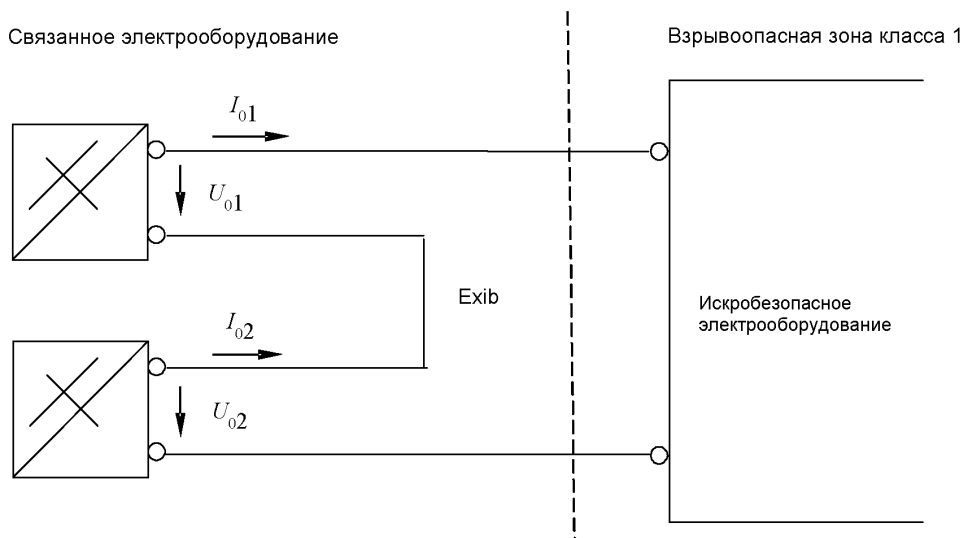 Связанное электрооборудование
Взрывоопасная зона класса 1
I₀1
U₀1
Exib
Искробезопасное
электрооборудование
I₀2
U₀2